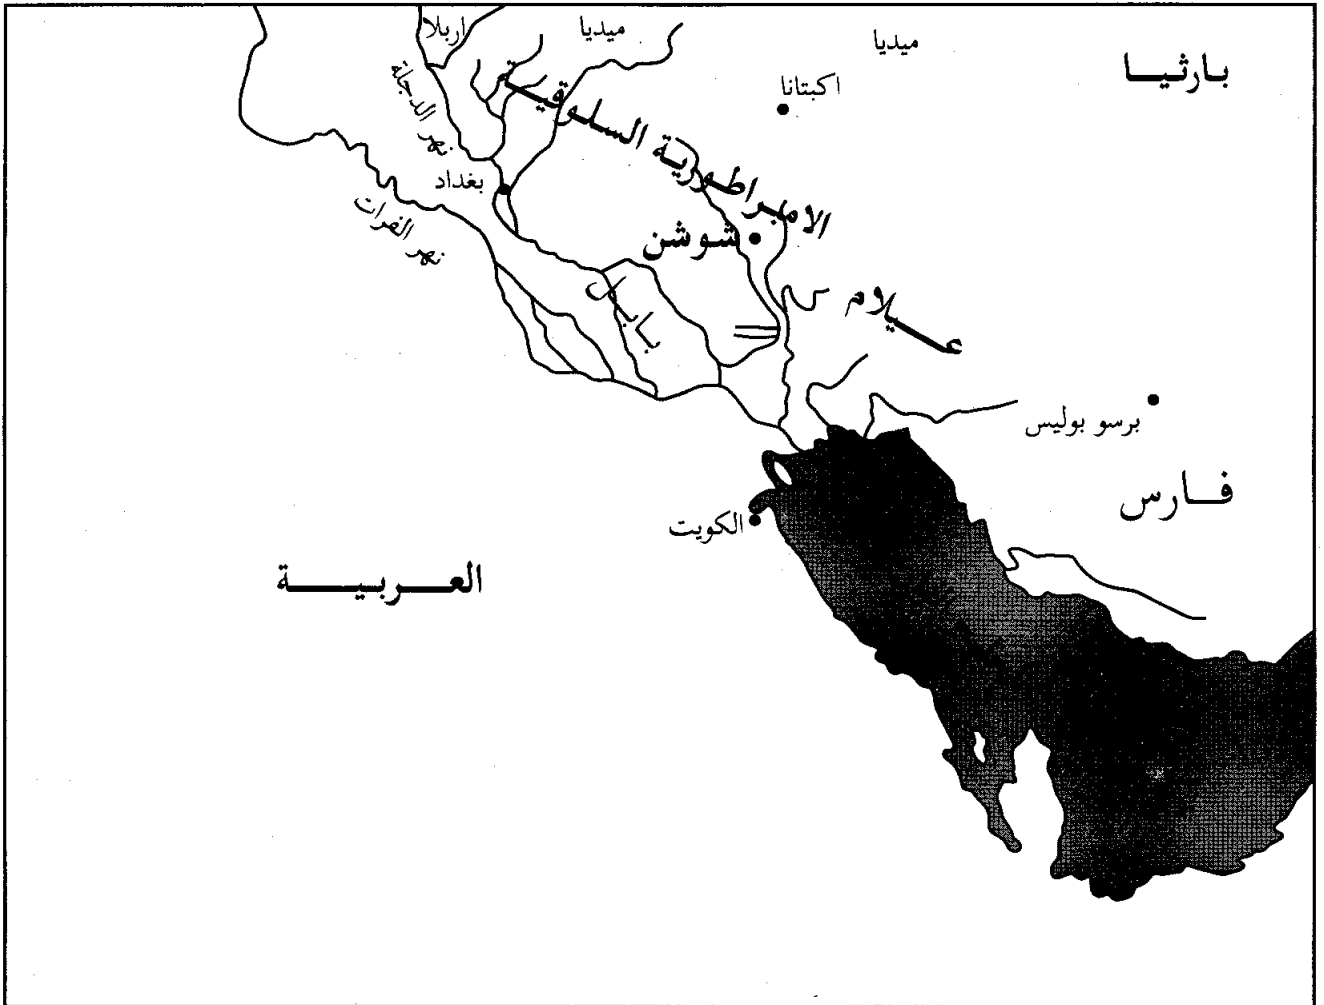 اربلا
ميديا
ميديا
بارثيا
اكبتانا
نهر الدجلة
الامبراطورية السلوقية
بغداد
نهر الفرات
شوشن
بابل
عيلام
برسو بوليس
فارس
الكويت
العربية